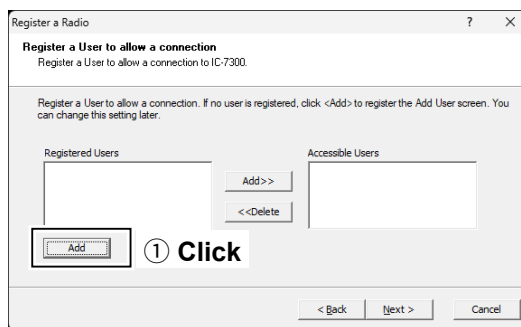 Register a Radio ? X
Register a User to allow a connection
Register a User to allow a connection to IC-7300.
Register a User to allow a connection. If no user is registered, click <Add> to register the Add User screen. You
can change this setting later.
Registered Users
Accessible Users
Add>>
<<Delete
Add
① Click
< Back
Next >
Cancel